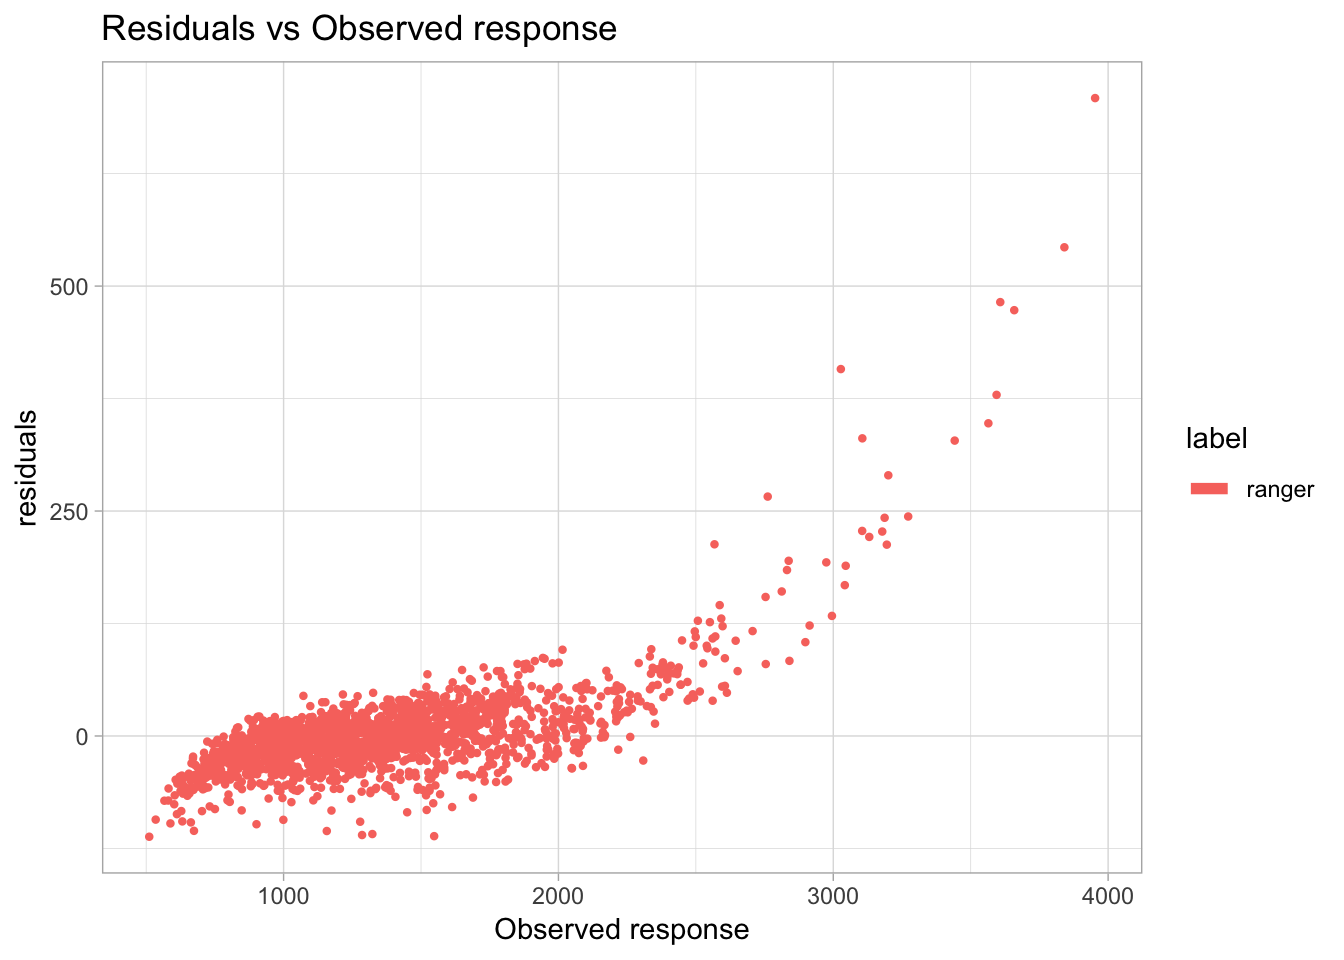 Residuals vs Observed response
500
250
0
residuals
1000 2000 3000 4000
Observed response
label
ranger